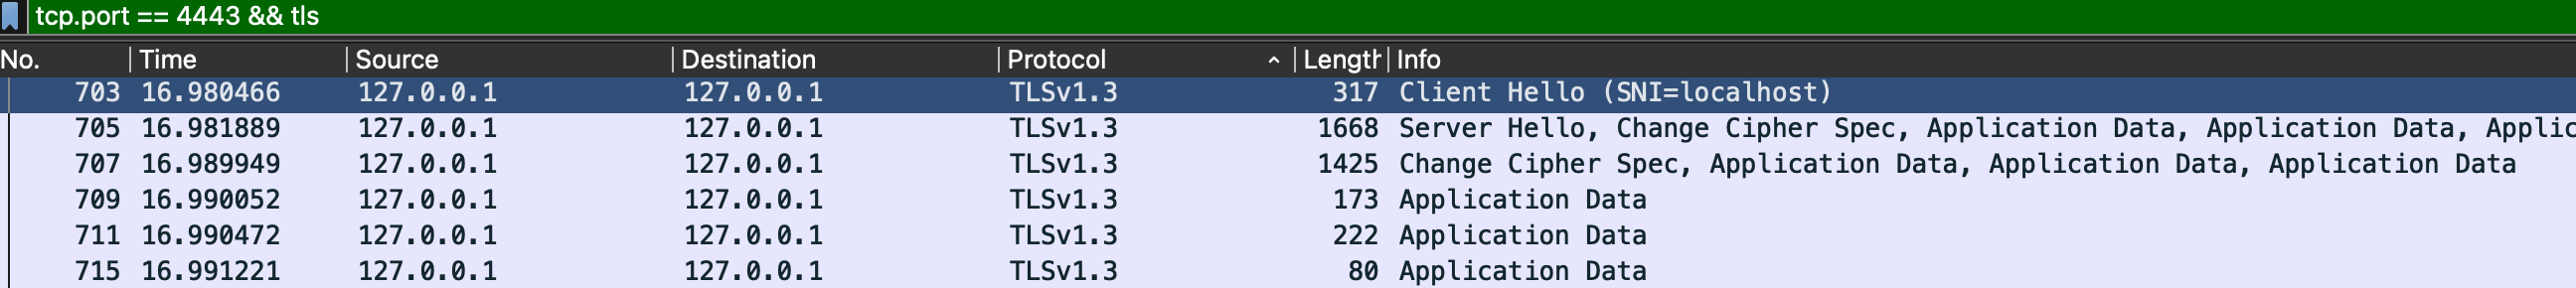 tcp.port == 4443 && tls
No. Time Source Destination Protocol Length Info
703 16.980466 127.0.0.1 127.0.0.1 TLSv1.3 317 Client Hello (SNI=localhost)
705 16.981889 127.0.0.1 127.0.0.1 TLSv1.3 1668 Server Hello, Change Cipher Spec, Application Data, Application Data, Applic
707 16.989949 127.0.0.1 127.0.0.1 TLSv1.3 1425 Change Cipher Spec, Application Data, Application Data, Application Data
709 16.990052 127.0.0.1 127.0.0.1 TLSv1.3 173 Application Data
711 16.990472 127.0.0.1 127.0.0.1 TLSv1.3 222 Application Data
715 16.991221 127.0.0.1 127.0.0.1 TLSv1.3 80 Application Data